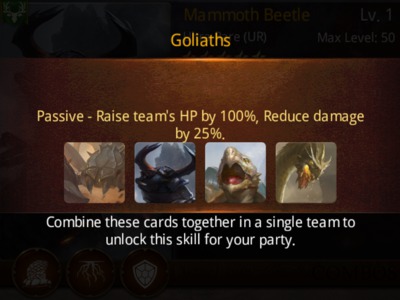 Mammoth Beetle Lv. 1
Goliaths
(UR) Max Level: 50
Passive - Raise team's HP by 100%, Reduce damage
by 25%.
Combine these cards together in a single team to
unlock this skill for your party.